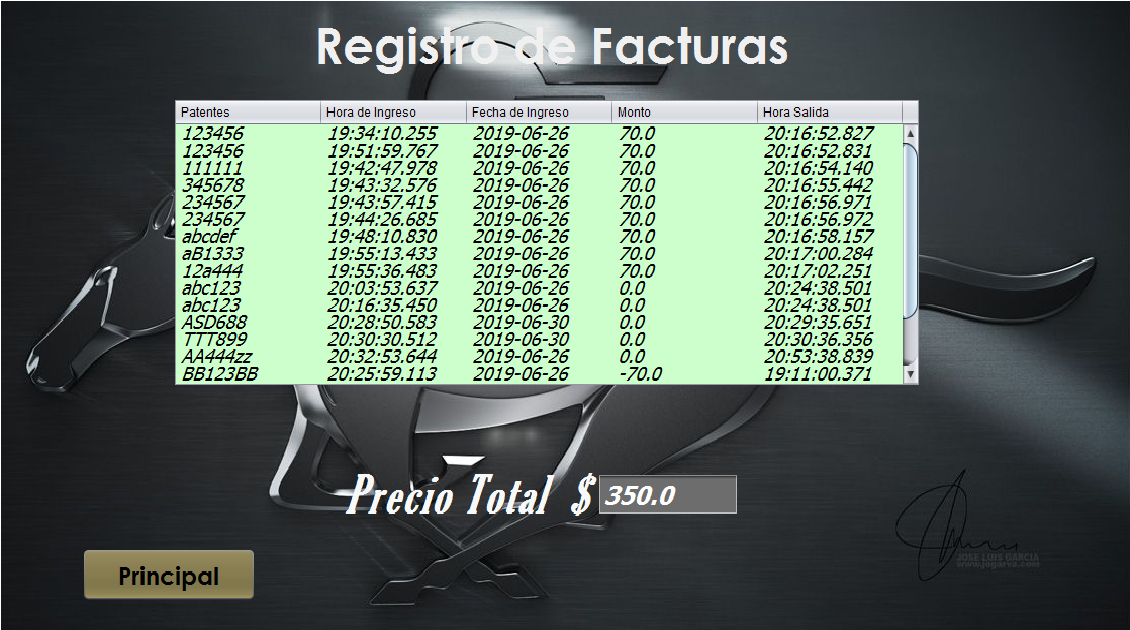 Registro de Facturas
Patentes Hora de Ingreso Fecha de Ingreso Monto Hora Salida
123456 19:34:10.255 2019-06-26 70.0 20:16:52.827
123456 19:51:59.767 2019-06-26 70.0 20:16:52.831
111111 19:42:47.978 2019-06-26 70.0 20:16:54.140
345678 19:43:32.576 2019-06-26 70.0 20:16:55.442
234567 19:43:57.415 2019-06-26 70.0 20:16:56.971
234567 19:44:26.685 2019-06-26 70.0 20:16:56.972
abcdef 19:48:10.830 2019-06-26 70.0 20:16:58.157
aB1333 19:55:13.433 2019-06-26 70.0 20:17:00.284
12a444 19:55:36.483 2019-06-26 70.0 20:17:02.251
abc123 20:03:53.637 2019-06-26 0.0 20:24:38.501
abc123 20:16:35.450 2019-06-26 0.0 20:24:38.501
ASD688 20:28:50.583 2019-06-30 0.0 20:29:35.651
TTT899 20:30:30.512 2019-06-30 0.0 20:30:36.356
AA444zz 20:32:53.644 2019-06-26 0.0 20:53:38.839
BB123BB 20:25:59.113 2019-06-26 -70.0 19:11:00.371
Precio Total $ 350.0
JOSE LUIS GARCIA
www.jogarva.com
Principal